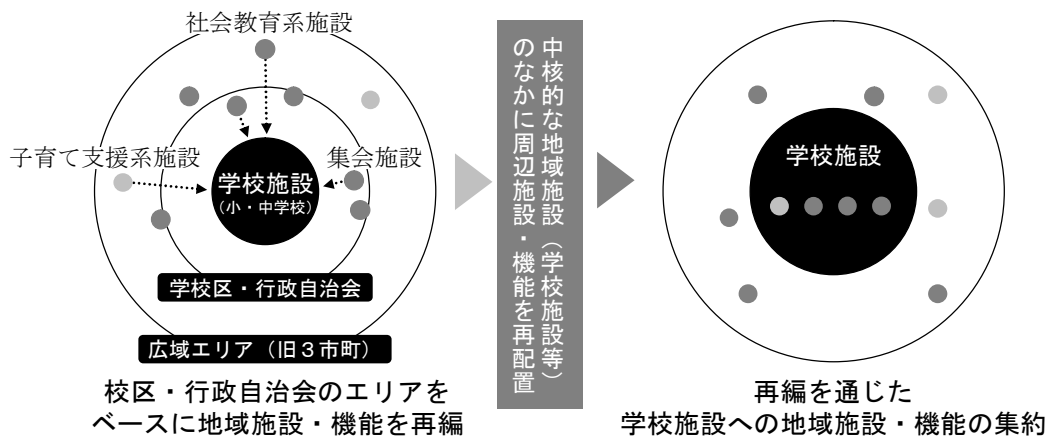 社会教育系施設
子育て支援系施設
集会施設
学校施設
(小・中学校)
学校区・行政自治会
広域エリア（旧３市町）
校区・行政自治会のエリアを
ベースに地域施設・機能を再編
中核的な地域施設（学校施設等）
のなかに周辺施設・機能を再配置
学校施設
再編を通じた
学校施設への地域施設・機能の集約